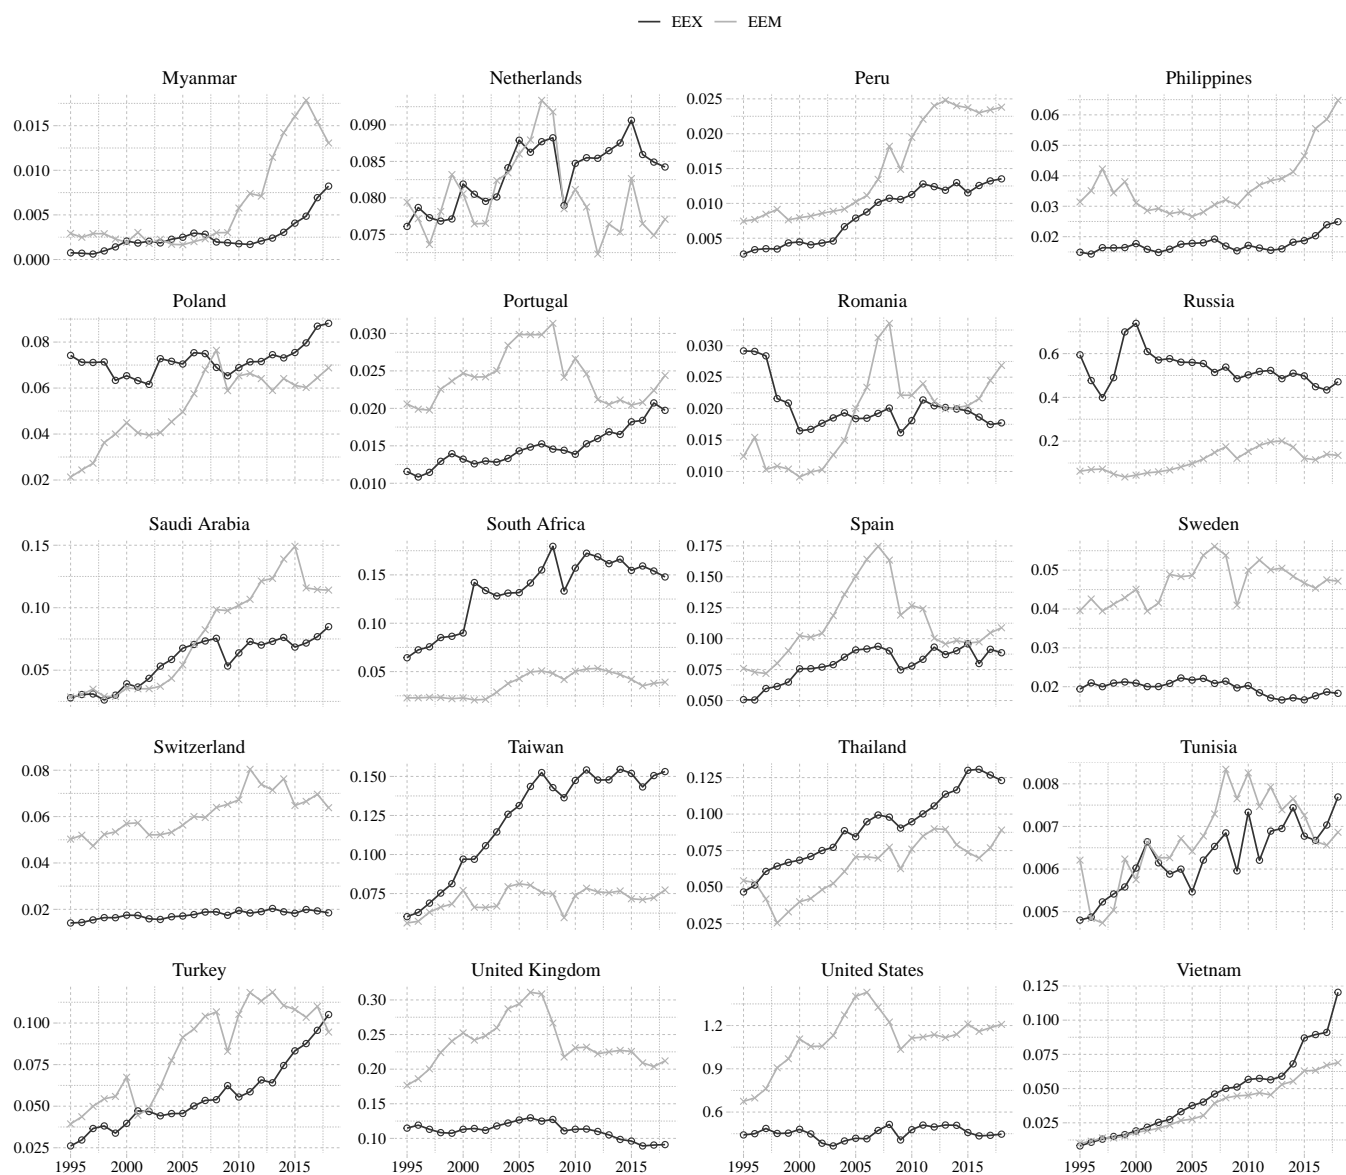 EEX EEM
Myanmar Netherlands Peru Philippines
0.015 0.010 0.005 0.000
0.090 0.085 0.080 0.075
0.025 0.020 0.015 0.010 0.005
0.06 0.05 0.04 0.03 0.02
Poland Portugal Romania Russia
0.08 0.06 0.04 0.02
0.030 0.025 0.020 0.015 0.010
0.030 0.025 0.020 0.015 0.010
0.6 0.4 0.2
Saudi Arabia South Africa Spain Sweden
0.15 0.10 0.05
0.15 0.10 0.05
0.175 0.150 0.125 0.100 0.075 0.050
0.05 0.04 0.03 0.02
Switzerland Taiwan Thailand Tunisia
0.08 0.06 0.04 0.02
0.150 0.125 0.100 0.075
0.125 0.100 0.075 0.050 0.025
0.008 0.007 0.006 0.005
Turkey United Kingdom United States Vietnam
0.100 0.075 0.050 0.025
0.30 0.25 0.20 0.15 0.10
1.2 0.9 0.6
0.125 0.100 0.075 0.050 0.025
1995 2000 2005 2010 2015 1995 2000 2005 2010 2015 1995 2000 2005 2010 2015 1995 2000 2005 2010 2015